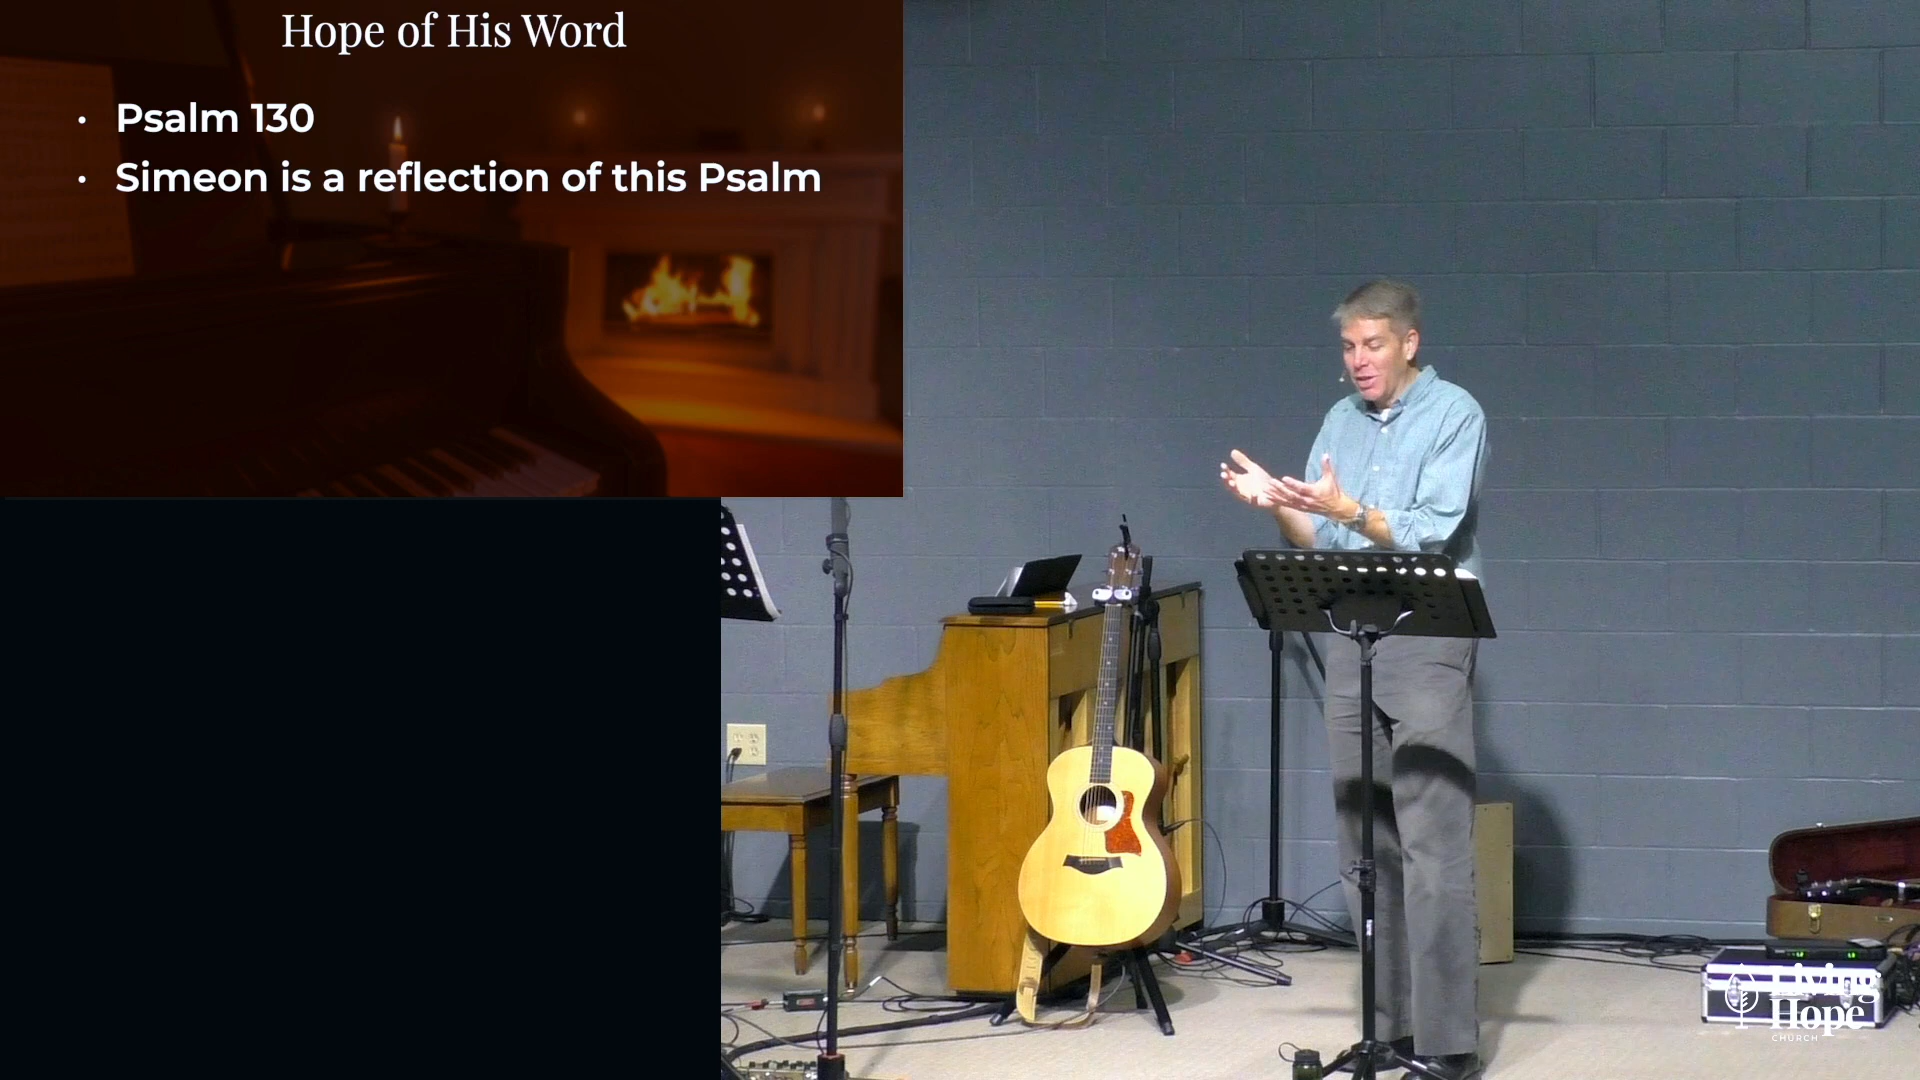 Hope of His Word
• Psalm 130
• Simeon is a reflection of this Psalm
Living
Hope
CHURCH